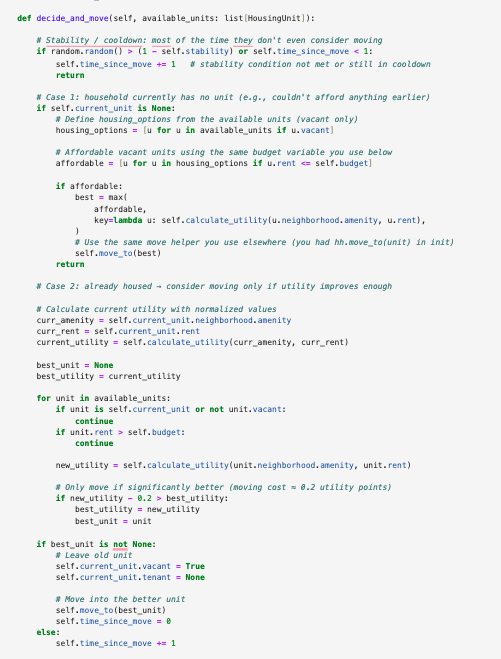 def decide_and_move(self, available_units: list[HousingUnit]):
# Stability / cooldown: most of the time they don't even consider moving
if random.random() > (1 - self.stability) or self.time_since_move < 1:
self.time_since_move += 1   # stability condition not met or still in cooldown
return
# Case 1: household currently has no unit (e.g., couldn't afford anything earlier)
if self.current_unit is None:
# Define housing_options from the available units (vacant only)
housing_options = [u for u in available_units if u.vacant]
# Affordable vacant units using the same budget variable you use below
affordable = [u for u in housing_options if u.rent <= self.budget]
if affordable:
best = max(
affordable,
key=lambda u: self.calculate_utility(u.neighborhood.amenity, u.rent),
)
# Use the same move helper you use elsewhere (you had hh.move_to(unit) in init)
self.move_to(best)
return
# Case 2: already housed → consider moving only if utility improves enough
# Calculate current utility with normalized values
curr_amenity = self.current_unit.neighborhood.amenity
curr_rent = self.current_unit.rent
current_utility = self.calculate_utility(curr_amenity, curr_rent)
best_unit = None
best_utility = current_utility
for unit in available_units:
if unit is self.current_unit or not unit.vacant:
continue
if unit.rent > self.budget:
continue
new_utility = self.calculate_utility(unit.neighborhood.amenity, unit.rent)
# Only move if significantly better (moving cost = 0.2 utility points)
if new_utility - 0.2 > best_utility:
best_utility = new_utility
best_unit = unit
if best_unit is not None:
# Leave old unit
self.current_unit.vacant = True
self.current_unit.tenant = None
# Move into the better unit
self.move_to(best_unit)
self.time_since_move = 0
else:
self.time_since_move += 1